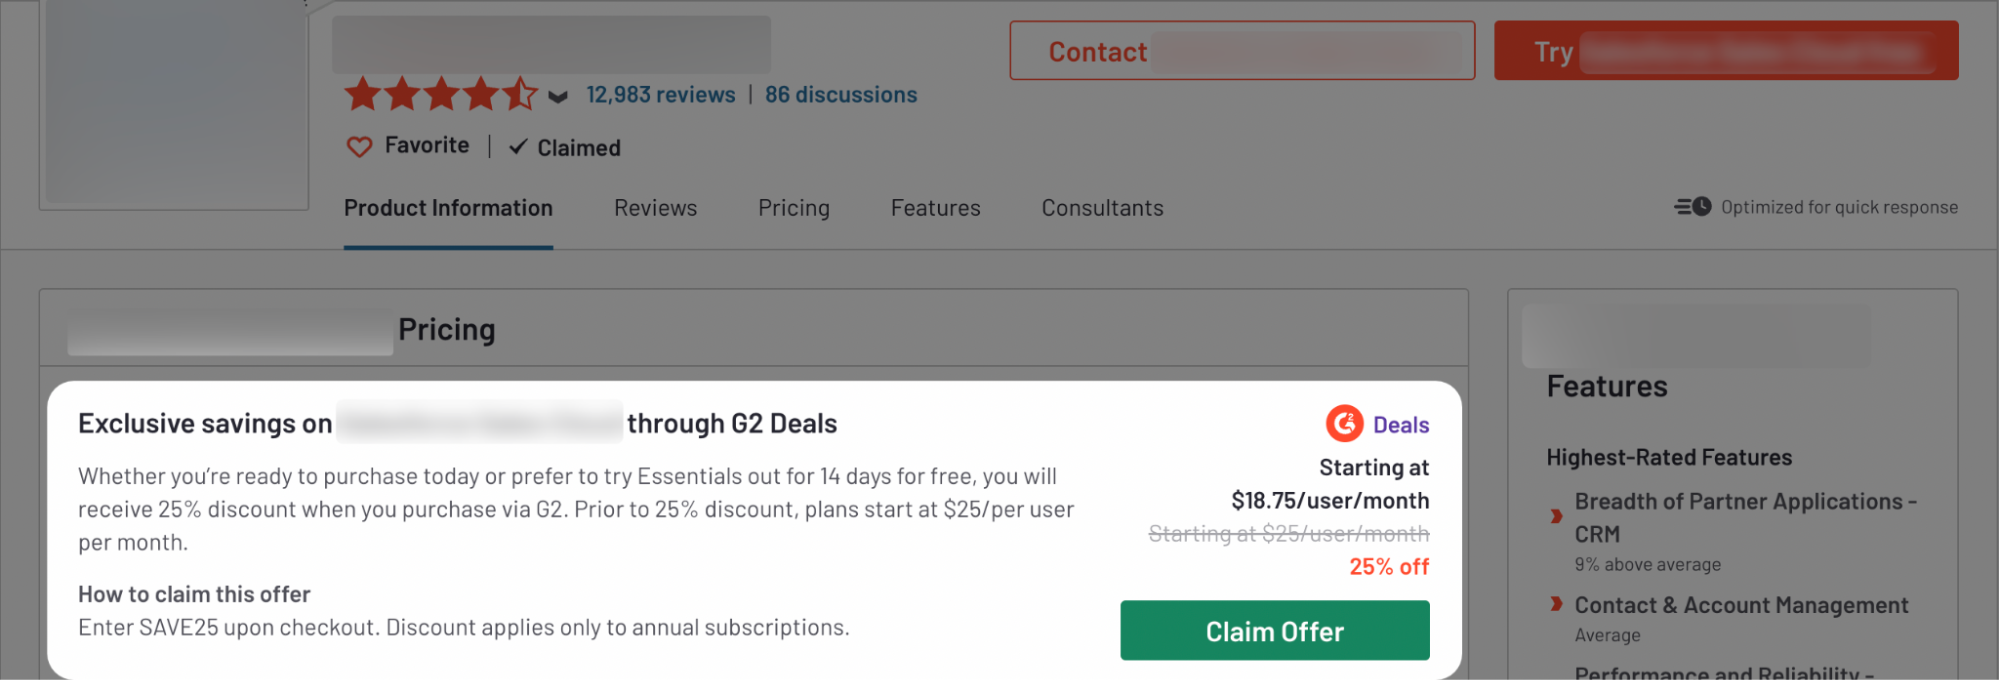 Contact
Try
12,983 reviews | 86 discussions
Favorite | Claimed
Product Information Reviews Pricing Features Consultants
Optimized for quick response
Pricing
Exclusive savings on through G2 Deals
Whether you’re ready to purchase today or prefer to try Essentials out for 14 days for free, you will
receive 25% discount when you purchase via G2. Prior to 25% discount, plans start at $25/per user
per month.
How to claim this offer
Enter SAVE25 upon checkout. Discount applies only to annual subscriptions.
G2 Deals
Starting at
$18.75/user/month
Starting at $25/user/month
25% off
Claim Offer
Features
Highest-Rated Features
Breadth of Partner Applications -
CRM
9% above average
Contact & Account Management
Average
Performance and Reliability -